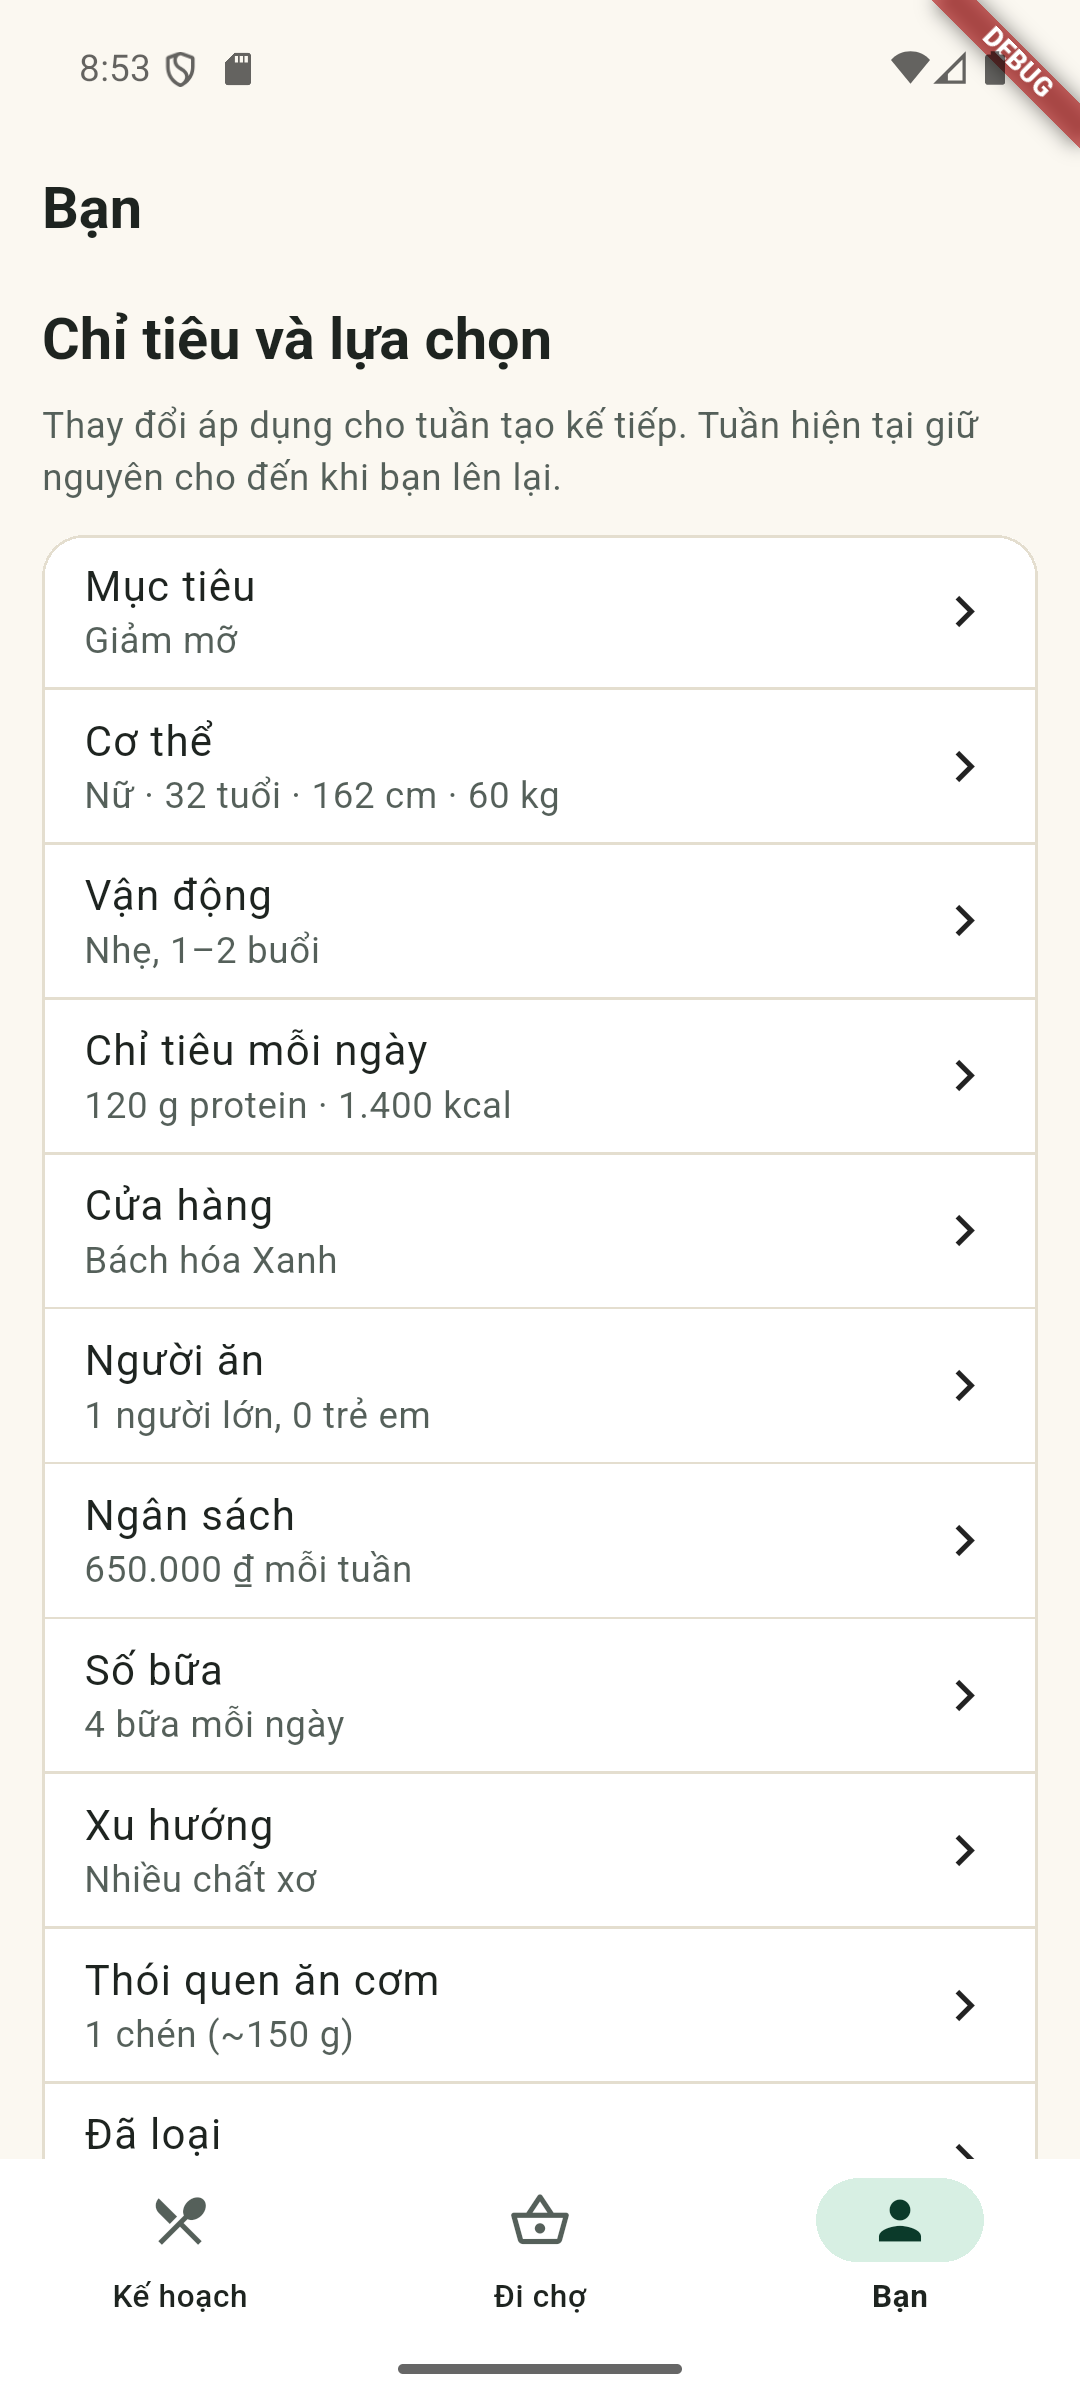 8:53
DEBUG
Bạn
Chỉ tiêu và lựa chọn
Thay đổi áp dụng cho tuần tạo kế tiếp. Tuần hiện tại giữ
nguyên cho đến khi bạn lên lại.
Mục tiêu
Giảm mỡ
Cơ thể
Nữ · 32 tuổi · 162 cm · 60 kg
Vận động
Nhẹ, 1–2 buổi
Chỉ tiêu mỗi ngày
120 g protein · 1.400 kcal
Cửa hàng
Bách hóa Xanh
Người ăn
1 người lớn, 0 trẻ em
Ngân sách
650.000 ₫ mỗi tuần
Số bữa
4 bữa mỗi ngày
Xu hướng
Nhiều chất xơ
Thói quen ăn cơm
1 chén (~150 g)
Đã loại
Kế hoạch
Đi chợ
Bạn